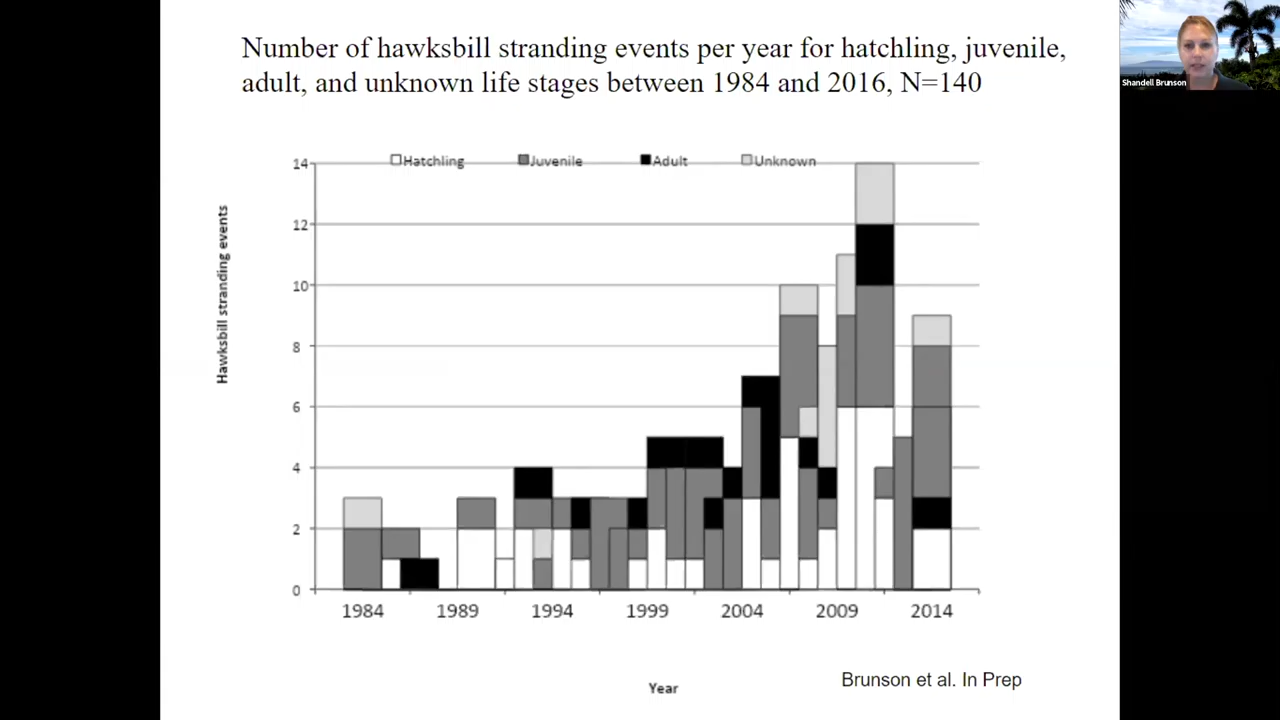 Number of hawksbill stranding events per year for hatchling, juvenile,
adult, and unknown life stages between 1984 and 2016, N=140
Shandell Brunson
Hatchling Juvenile Adult Unknown
Hawksbill stranding events
14
12
10
8
6
4
2
0
1984 1989 1994 1999 2004 2009 2014
Year
Brunson et al. In Prep